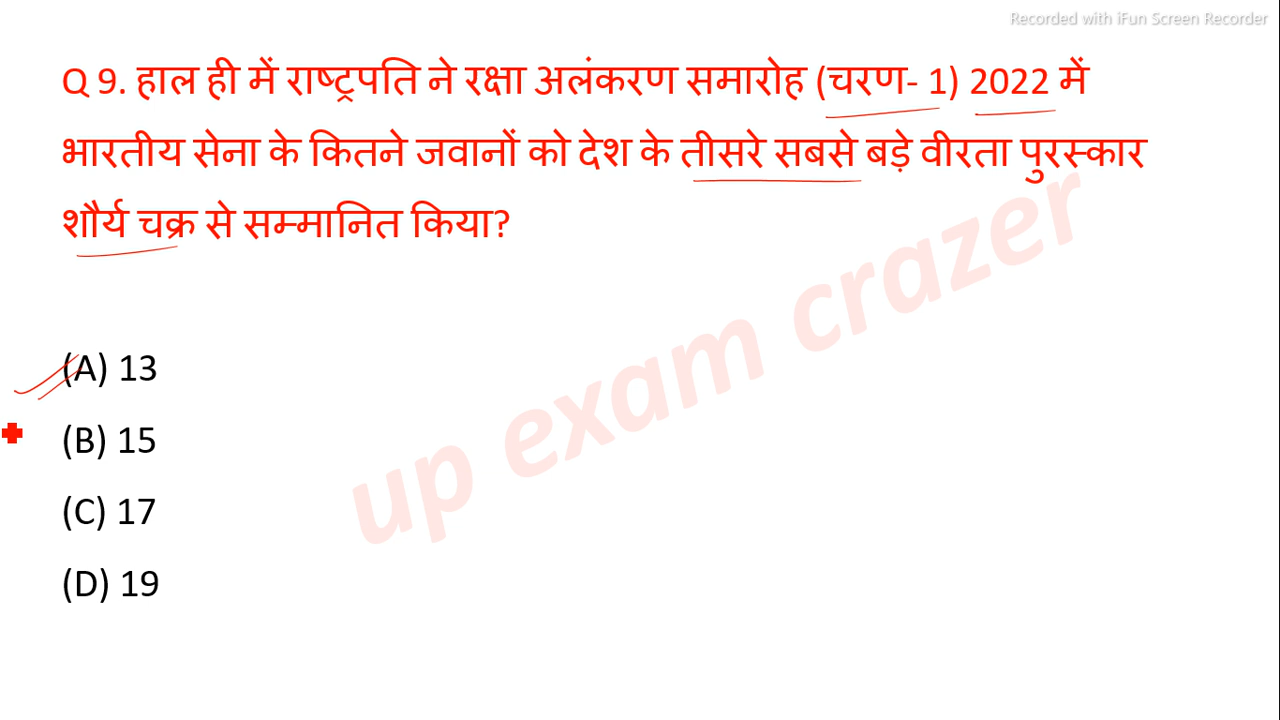 Recorded with iFun Screen Recorder
Q 9. हाल ही में राष्ट्रपति ने रक्षा अलंकरण समारोह (चरण- 1) 2022 में
भारतीय सेना के कितने जवानों को देश के तीसरे सबसे बड़े वीरता पुरस्कार
शौर्य चक्र से सम्मानित किया?
up exam crazer
(A) 13
(B) 15
(C) 17
(D) 19